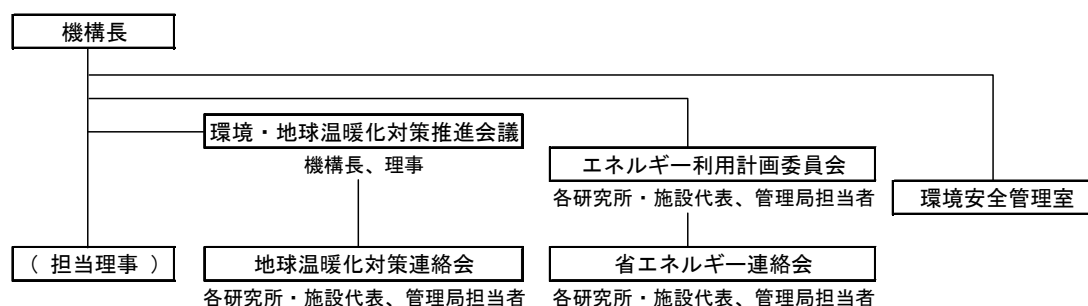 機構長
環境・地球温暖化対策推進会議
機構長、理事
エネルギー利用計画委員会
各研究所・施設代表、管理局担当者
環境安全管理室
（ 担当理事 ）
地球温暖化対策連絡会
各研究所・施設代表、管理局担当者
省エネルギー連絡会
各研究所・施設代表、管理局担当者